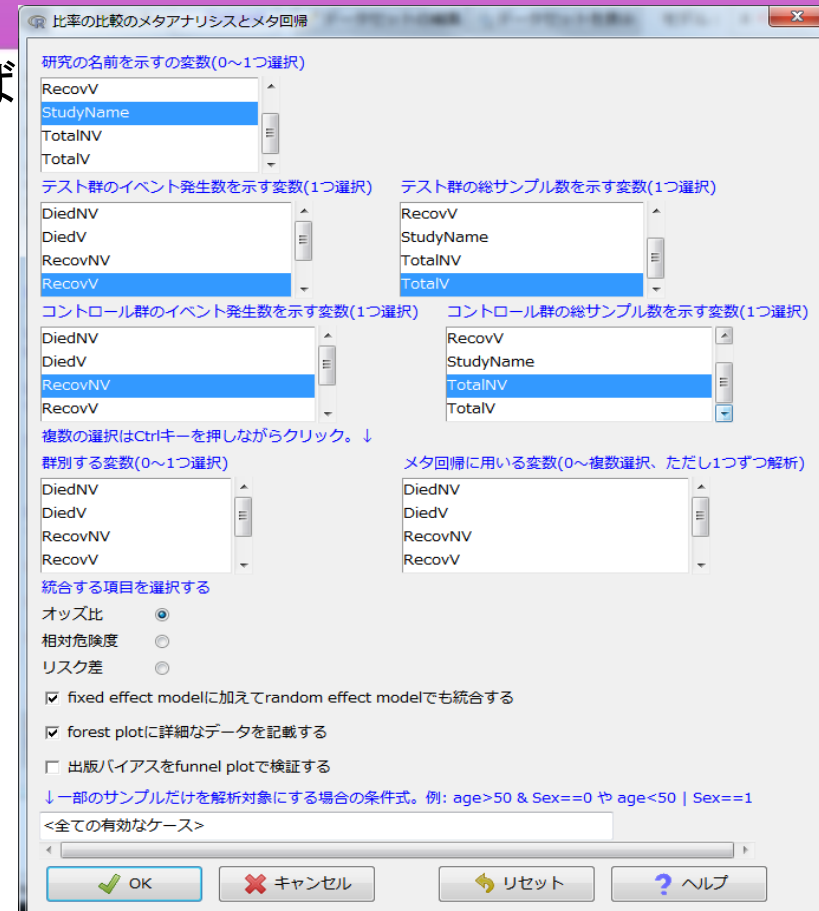 比率の比較のメタアナリシスとメタ回帰
ば
研究の名前を示すの変数(0～1つ選択)
RecovV
StudyName
TotalNV
TotalV
テスト群のイベント発生数を示す変数(1つ選択) テスト群の総サンプル数を示す変数(1つ選択)
DiedNV RecovV
DiedV StudyName
RecovNV TotalNV
RecovV TotalV
コントロール群のイベント発生数を示す変数(1つ選択) コントロール群の総サンプル数を示す変数(1つ選択)
DiedNV RecovV
DiedV StudyName
RecovNV TotalNV
RecovV TotalV
複数の選択はCtrlキーを押しながらクリック。↓
群別する変数(0～1つ選択) メタ回帰に用いる変数(0～複数選択、ただし1つずつ解析)
DiedNV DiedNV
DiedV DiedV
RecovNV RecovNV
RecovV RecovV
統合する項目を選択する
オッズ比
相対危険度
リスク差
fixed effect modelに加えてrandom effect modelでも統合する
forest plotに詳細なデータを記載する
出版バイアスをfunnel plotで検証する
↓一部のサンプルだけを解析対象にする場合の条件式。例: age>50 & Sex==0 や age<50 | Sex==1
<全ての有効なケース>
OK キャンセル リセット ヘルプ